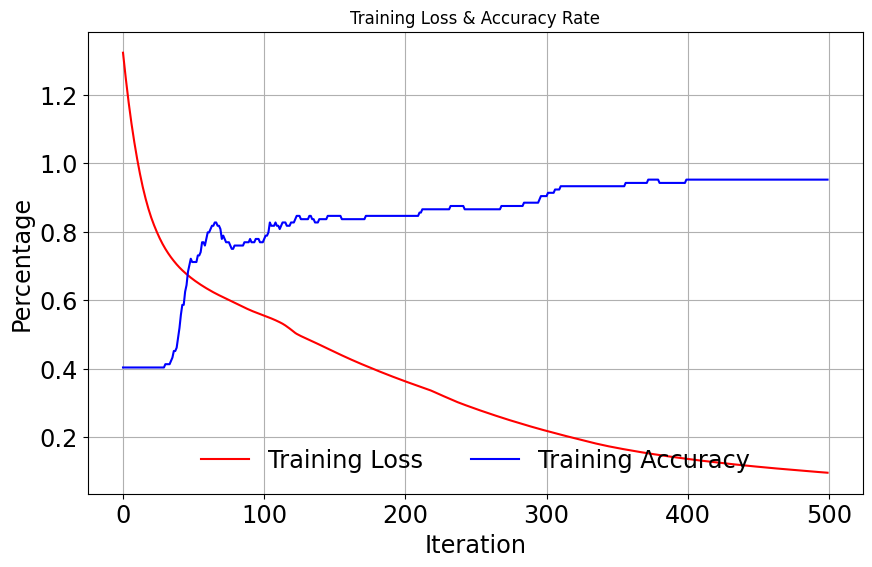 Training Loss & Accuracy Rate
1.2
1.0
0.8
0.6
0.4
0.2
Percentage
Training Loss
Training Accuracy
0
100
200
300
400
500
Iteration